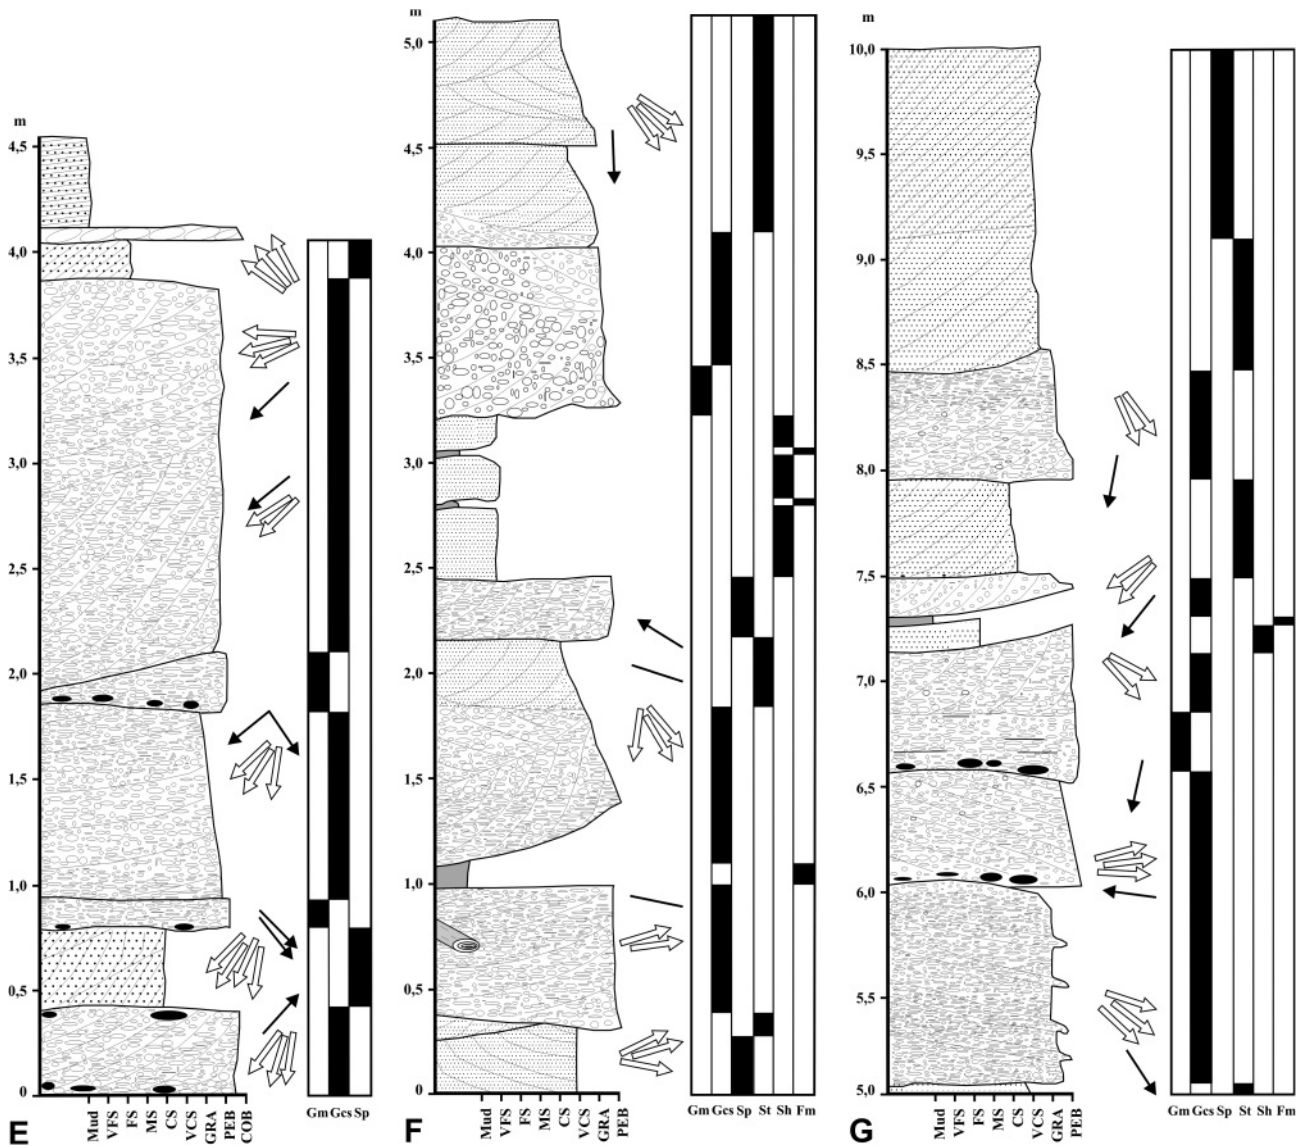 m
4,5
4,0
3,5
3,0
2,5
2,0
1,5
1,0
0,5
0
Mud VFS FS MS CS VCS GRA PEB COB
Gm Gcs Sp
E
m
5,0
4,5
4,0
3,5
3,0
2,5
2,0
1,5
1,0
0,5
0
Mud VFS FS MS CS VCS GRA PEB
Gm Gcs Sp St Sh Fm
F
m
10,0
9,5
9,0
8,5
8,0
7,5
7,0
6,5
6,0
5,5
5,0
Mud VFS FS MS CS VCS GRA PEB
Gm Gcs Sp St Sh Fm
G